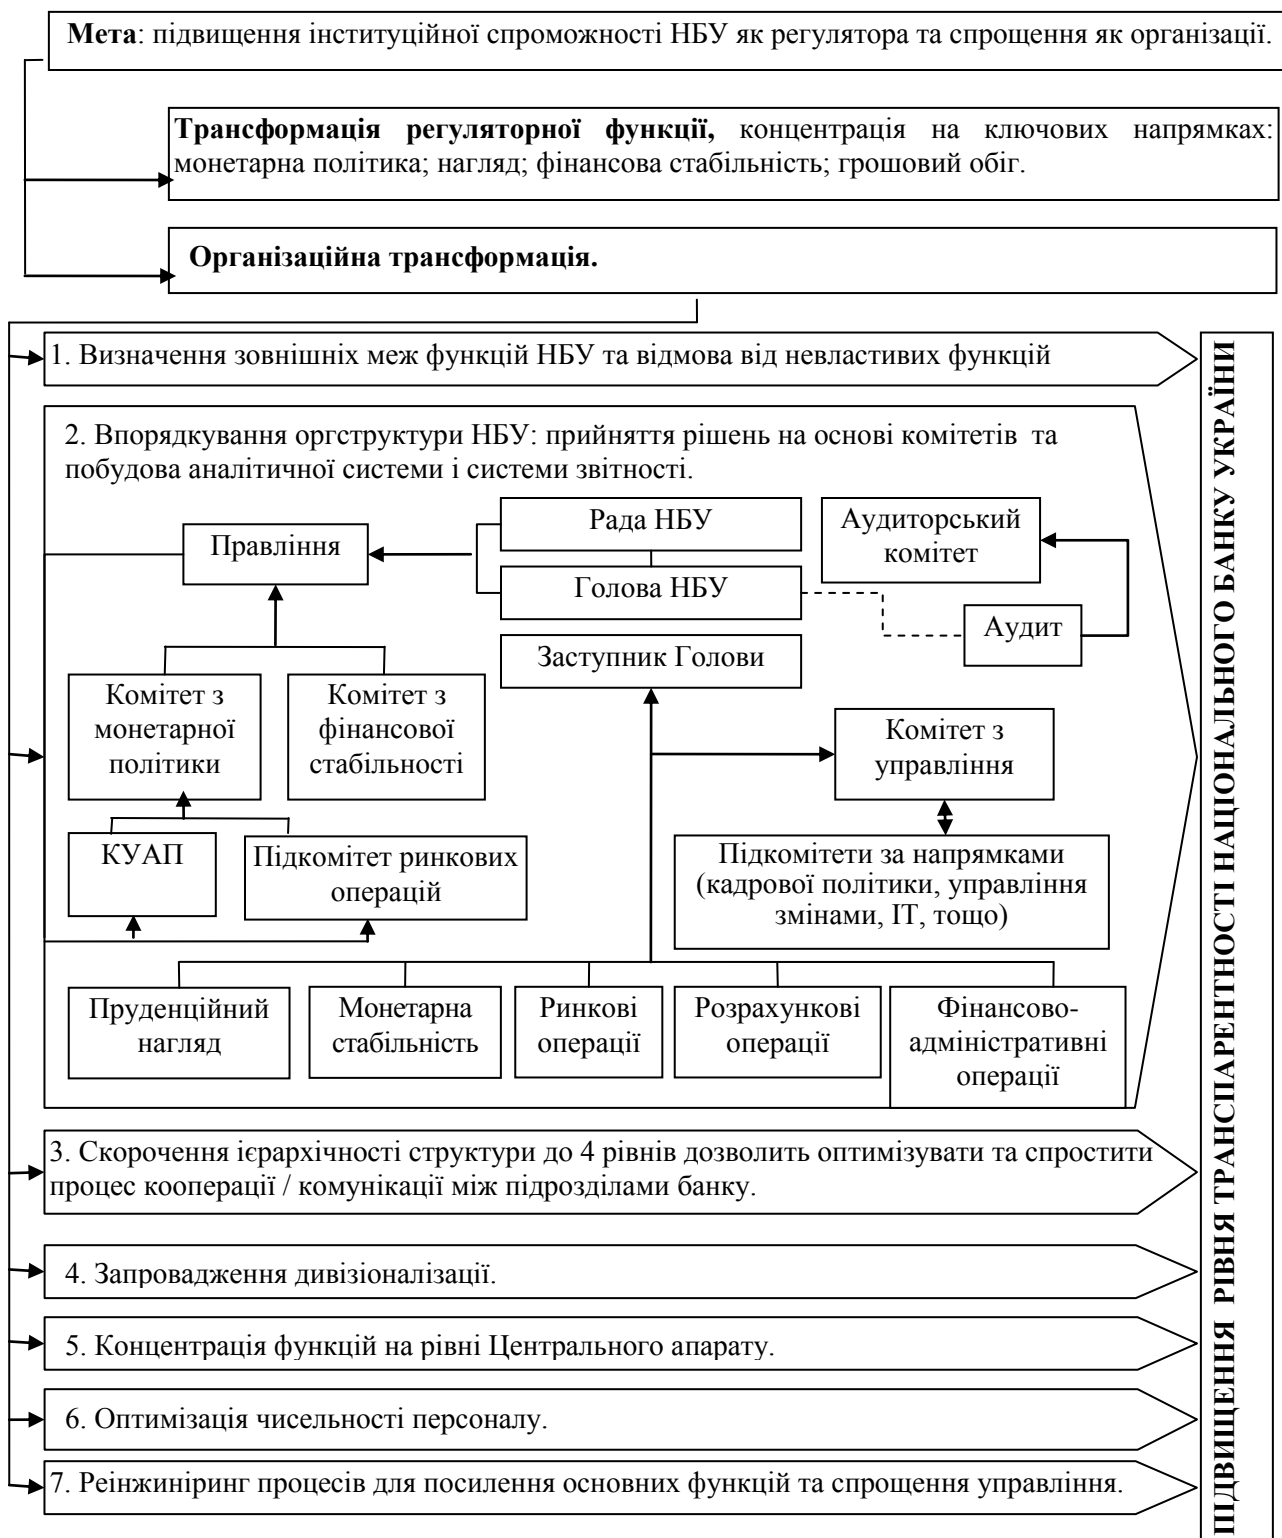 Мета: підвищення інституційної спроможності НБУ як регулятора та спрощення як організації.
Трансформація регуляторної функції, концентрація на ключових напрямках:
монетарна політика; нагляд; фінансова стабільність; грошовий обіг.
Організаційна трансформація.
1. Визначення зовнішніх меж функцій НБУ та відмова від невластивих функцій
2. Впорядкування оргструктури НБУ: прийняття рішень на основі комітетів та
побудова аналітичної системи і системи звітності.
Правління
Рада НБУ
Голова НБУ
Заступник Голови
Аудиторський
комітет
Аудит
Комітет з
монетарної
політики
Комітет з
фінансової
стабільності
Комітет з
управління
КУАП
Підкомітет ринкових
операцій
Підкомітети за напрямками
(кадрової політики, управління
змінами, ІТ, тощо)
Пруденційний
нагляд
Монетарна
стабільність
Ринкові
операції
Розрахункові
операції
Фінансово-
адміністративні
операції
3. Скорочення ієрархічності структури до 4 рівнів дозволить оптимізувати та спростити
процес кооперації / комунікації між підрозділами банку.
4. Запровадження дивізіоналізації.
5. Концентрація функцій на рівні Центрального апарату.
6. Оптимізація чисельності персоналу.
7. Реінжиніринг процесів для посилення основних функцій та спрощення управління.
ПІДВИЩЕННЯ РІВНЯ ТРАНСПАРЕНТНОСТІ НАЦІОНАЛЬНОГО БАНКУ УКРАЇНИ